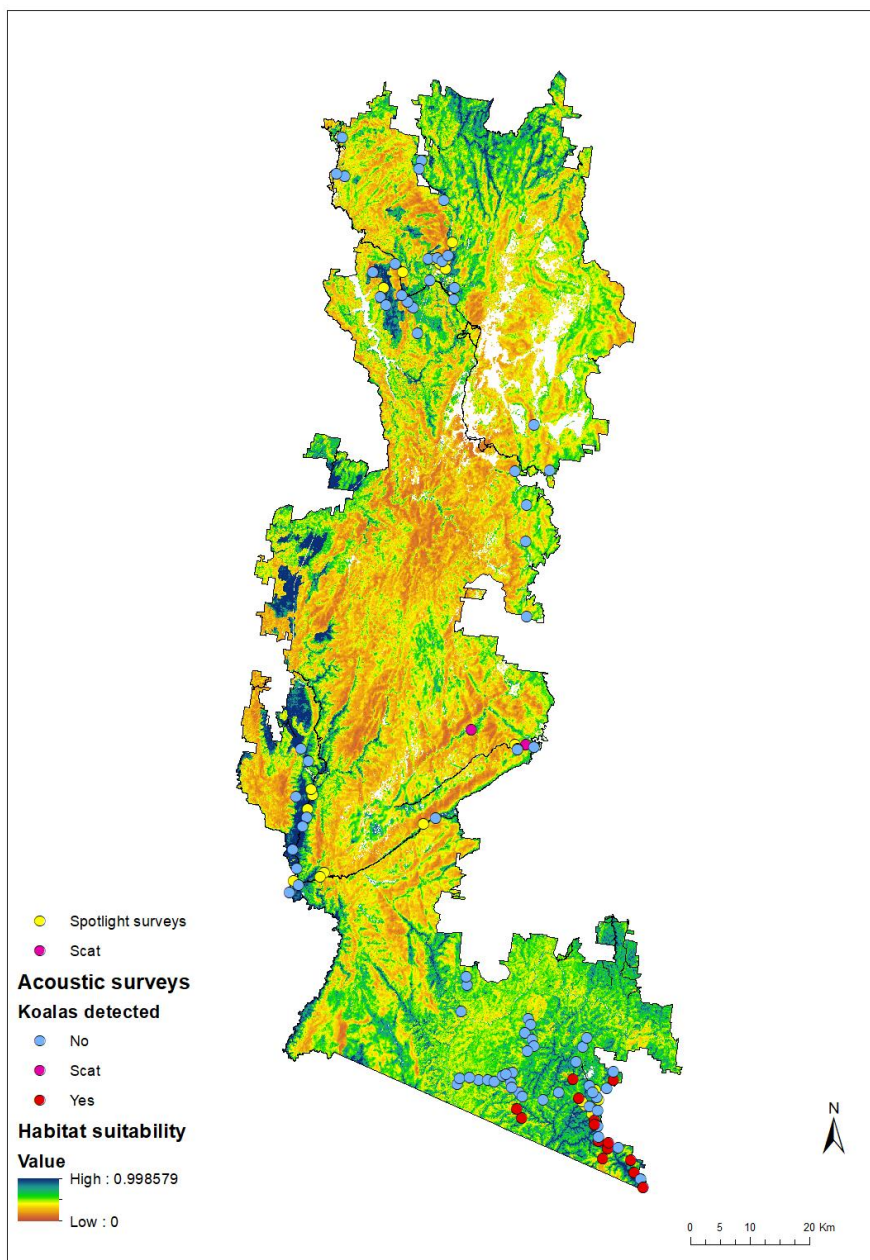 Spotlight surveys
Scat
Acoustic surveys
Koalas detected
No
Scat
Yes
Habitat suitability
Value
High : 0.998579
Low : 0
N
0 5 10 20 Km